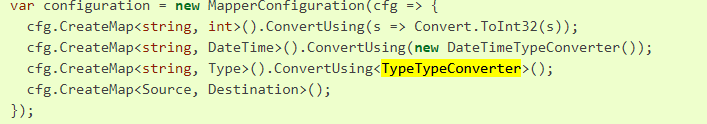 var configuration = new MapperConfiguration(cfg => {
cfg.CreateMap<string, int>().ConvertUsing(s => Convert.ToInt32(s));
cfg.CreateMap<string, DateTime>().ConvertUsing(new DateTimeTypeConverter());
cfg.CreateMap<string, Type>().ConvertUsing<TypeTypeConverter>();
cfg.CreateMap<Source, Destination>();
});